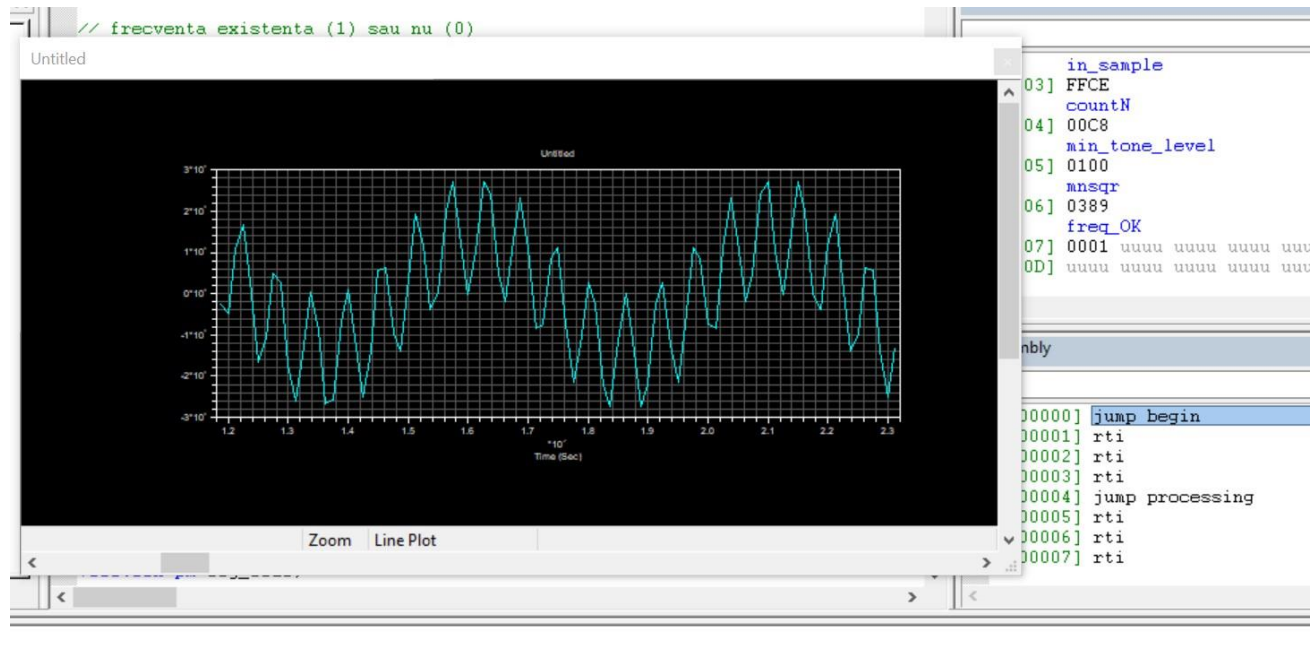 // frecventa existenta (1) sau nu (0)
Untitled
Untitled
3*10
2*10
1*10
0*10
-1*10
-2*10
-3*10
1.2 1.3 1.4 1.5 1.6 1.7 1.8 1.9 2.0 2.1 2.2 2.3
*10
Time (Sec)
Zoom Line Plot
in_sample
03] FFCE
countN
04] 00C8
min_tone_level
05] 0100
mnsqr
06] 0389
freq_OK
07] 0001 uuuu uuuu uuuu uuu
0D] uuuu uuuu uuuu uuuu uuu
mbly
00000] jump begin
00001] rti
00002] rti
00003] rti
00004] jump processing
00005] rti
00006] rti
00007] rti